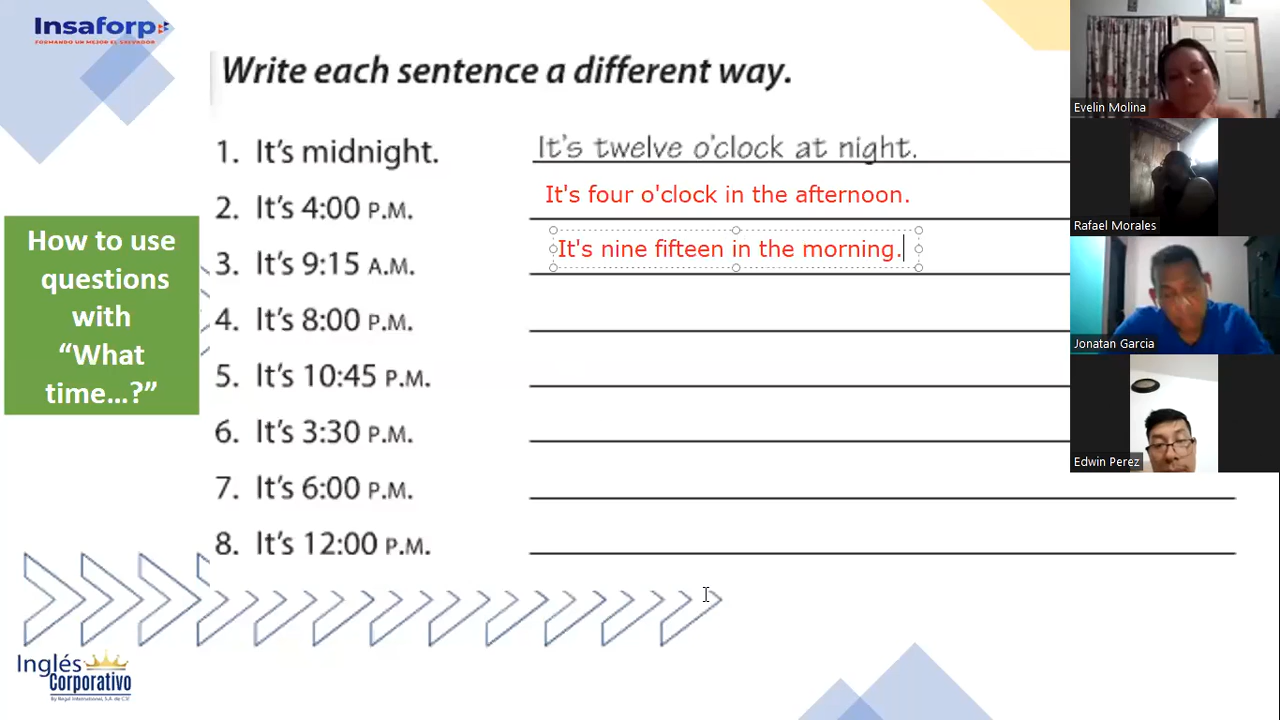 Insaforp
FORMANDO UN MEJOR EL SALVADOR
Write each sentence a different way.
1. It's midnight. It's twelve o'clock at night.
2. It's 4:00 P.M. It's four o'clock in the afternoon.
3. It's 9:15 A.M. It's nine fifteen in the morning.
4. It's 8:00 P.M.
5. It's 10:45 P.M.
6. It's 3:30 P.M.
7. It's 6:00 P.M.
8. It's 12:00 P.M.
How to use
questions
with
“What
time...?”
Evelin Molina
Rafael Morales
Jonatan Garcia
Edwin Perez
Inglés
Corporativo